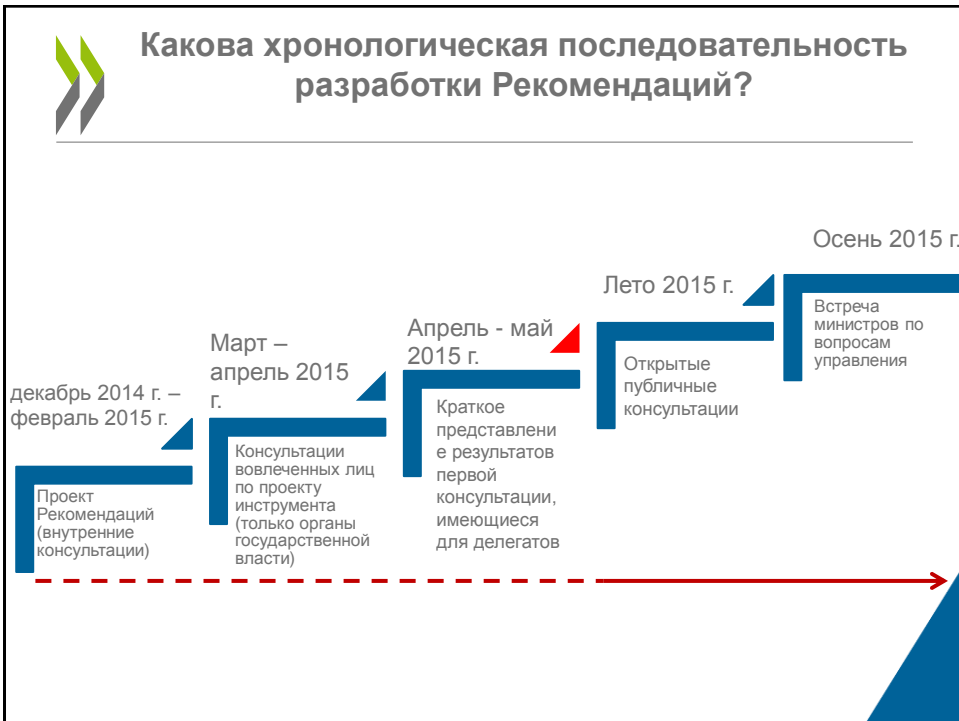 Какова хронологическая последовательность
разработки Рекомендаций?
декабрь 2014 г. –
февраль 2015 г.
Проект
Рекомендаций
(внутренние
консультации)
Март –
апрель 2015
г.
Консультации
вовлеченных лиц
по проекту
инструмента
(только органы
государственной
власти)
Апрель - май
2015 г.
Краткое
представлени
е результатов
первой
консультации,
имеющиеся
для делегатов
Лето 2015 г.
Открытые
публичные
консультации
Осень 2015 г.
Встреча
министров по
вопросам
управления